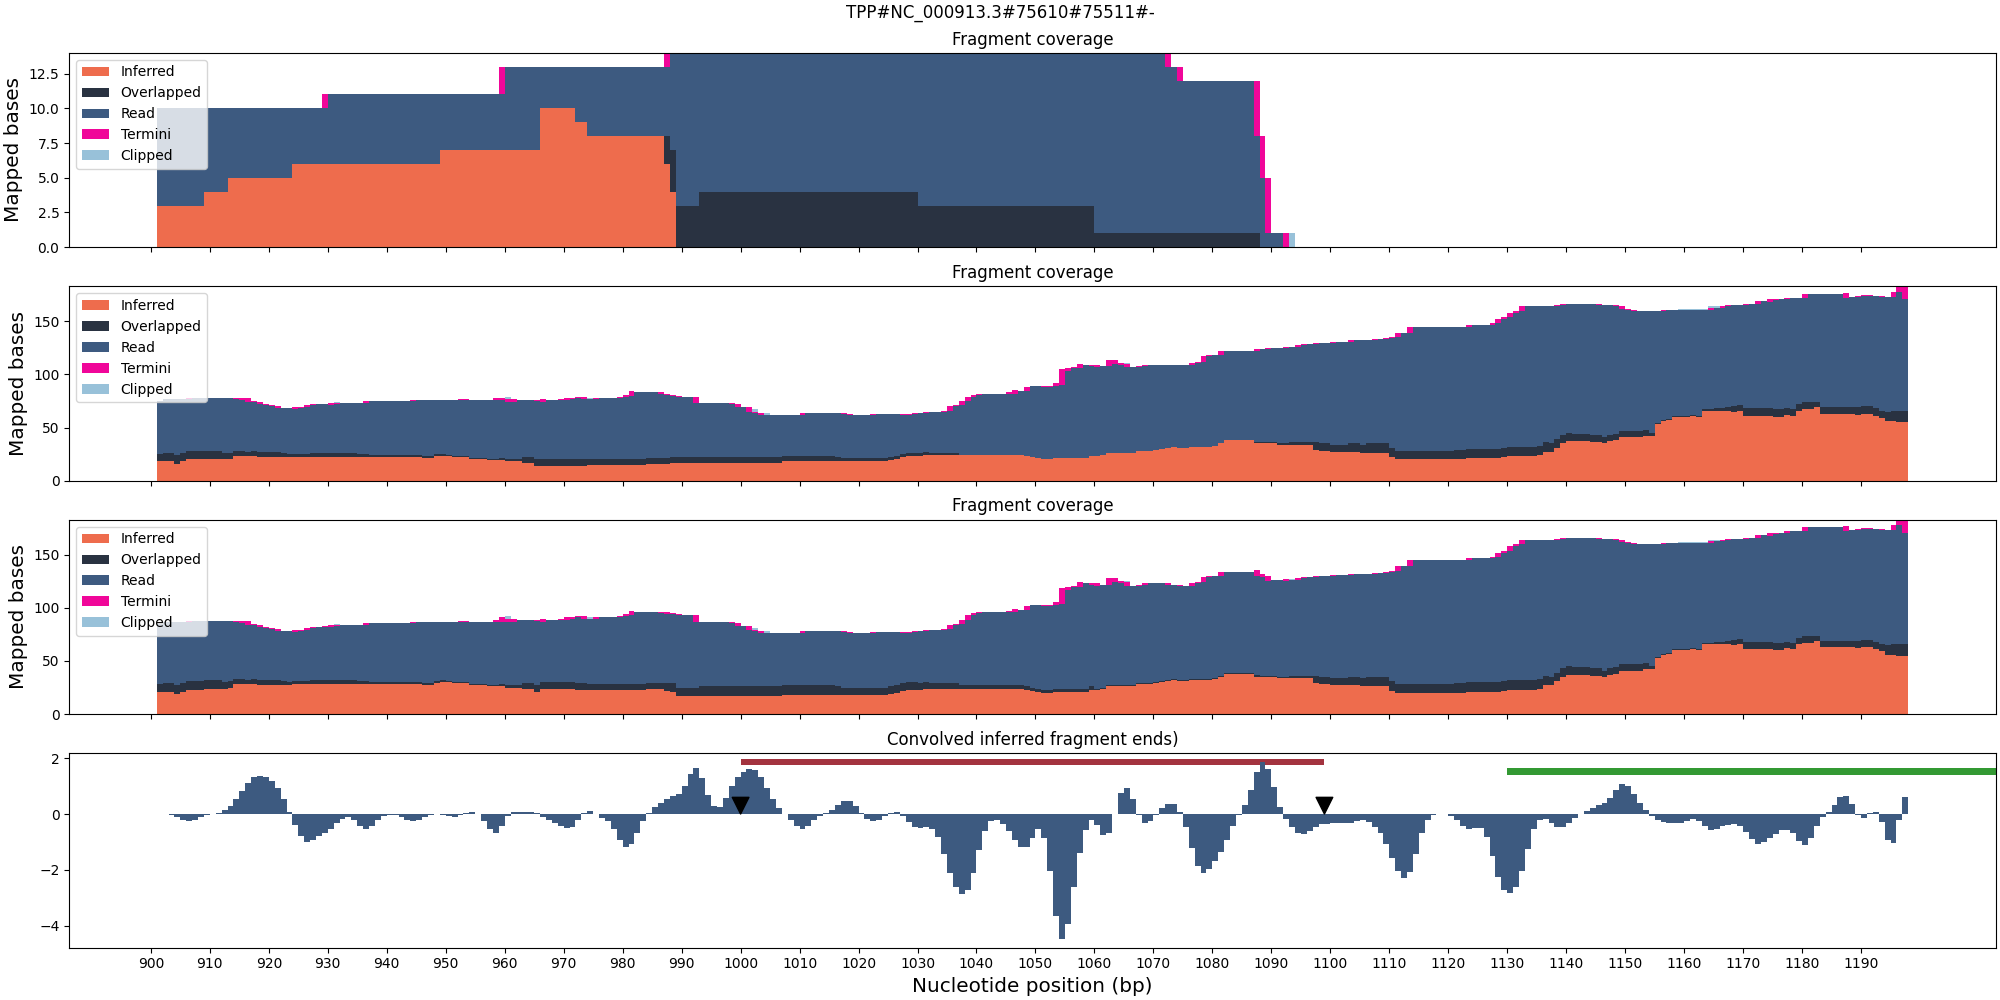 TPP#NC_000913.3#75610#75511#-
Fragment coverage
Mapped bases
12.5
10.0
7.5
5.0
2.5
0.0
Inferred
Overlapped
Read
Termini
Clipped
Fragment coverage
Mapped bases
150
100
50
0
Inferred
Overlapped
Read
Termini
Clipped
Fragment coverage
Mapped bases
150
100
50
0
Inferred
Overlapped
Read
Termini
Clipped
Convolved inferred fragment ends)
2
0
−2
−4
900 910 920 930 940 950 960 970 980 990 1000 1010 1020 1030 1040 1050 1060 1070 1080 1090 1100 1110 1120 1130 1140 1150 1160 1170 1180 1190
Nucleotide position (bp)